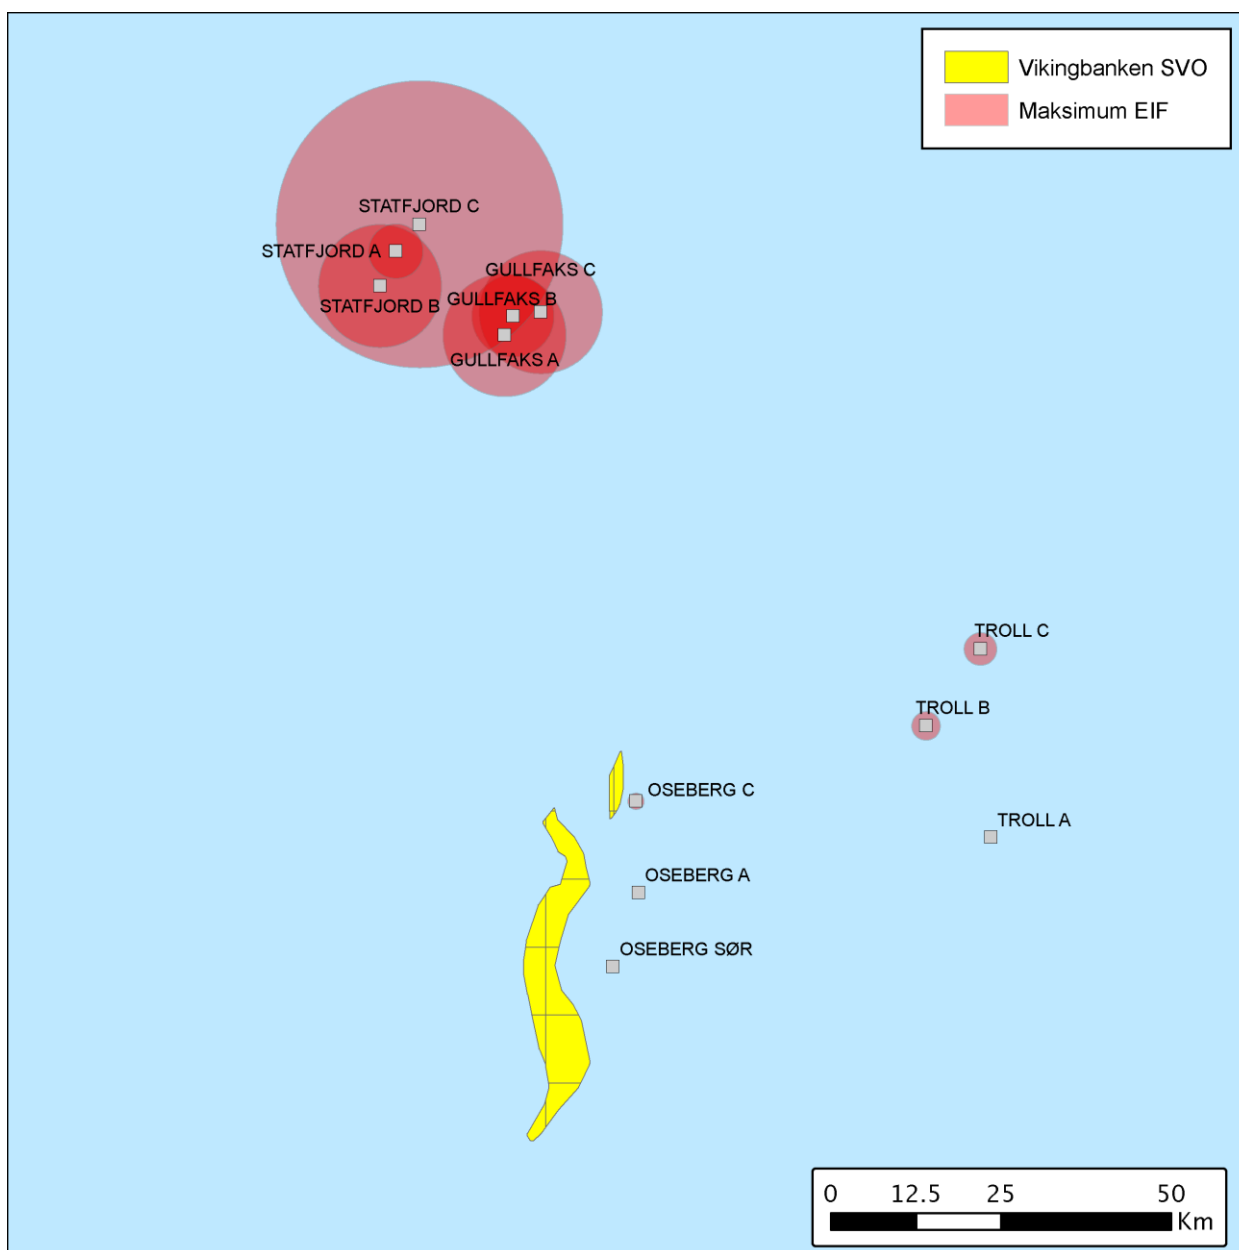 Vikingbanken SVO
Maksimum EIF
STATFJORD C
STATFJORD A
STATFJORD B
GULLFAKS C
GULLFAKS B
GULLFAKS A
TROLL C
TROLL B
OSEBERG C
TROLL A
OSEBERG A
OSEBERG SØR
0 12.5 25 50
Km